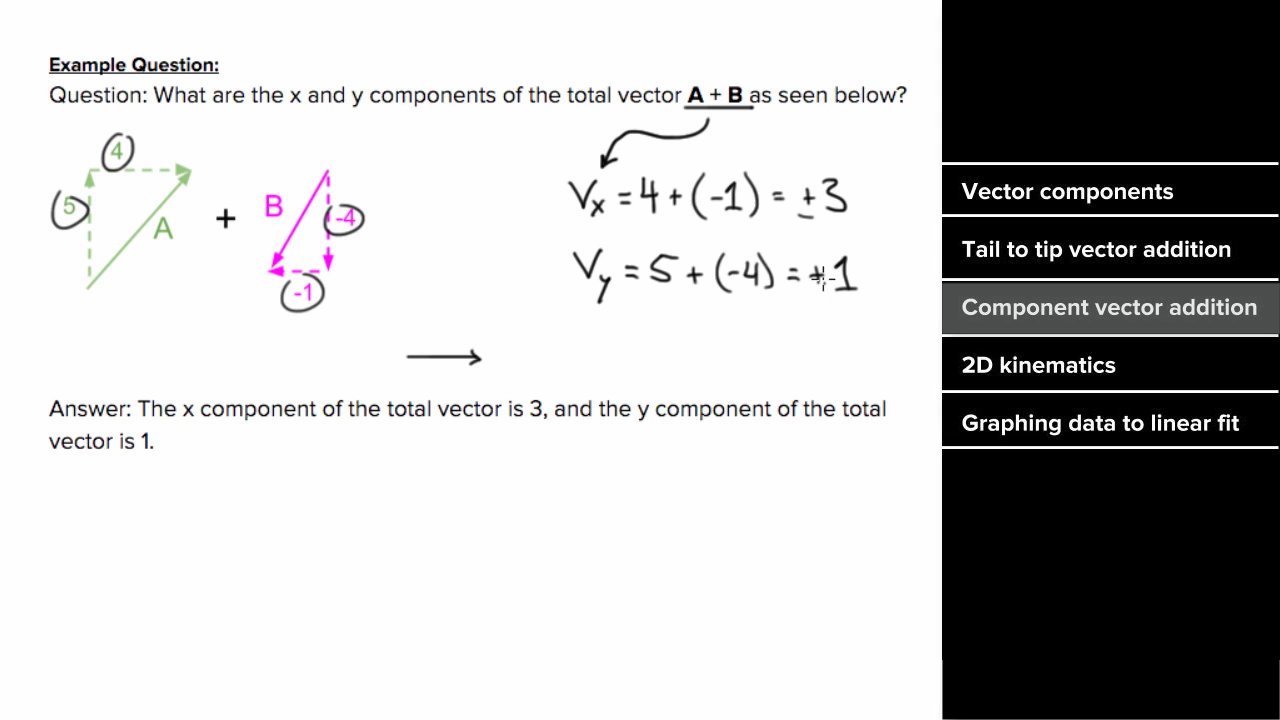 Example Question:
Question: What are the x and y components of the total vector A + B as seen below?
4
5
A
+
B
-4
-1
Vx = 4 + (-1) = +3
Vy = 5 + (-4) = +1
Answer: The x component of the total vector is 3, and the y component of the total
vector is 1.
Vector components
Tail to tip vector addition
Component vector addition
2D kinematics
Graphing data to linear fit